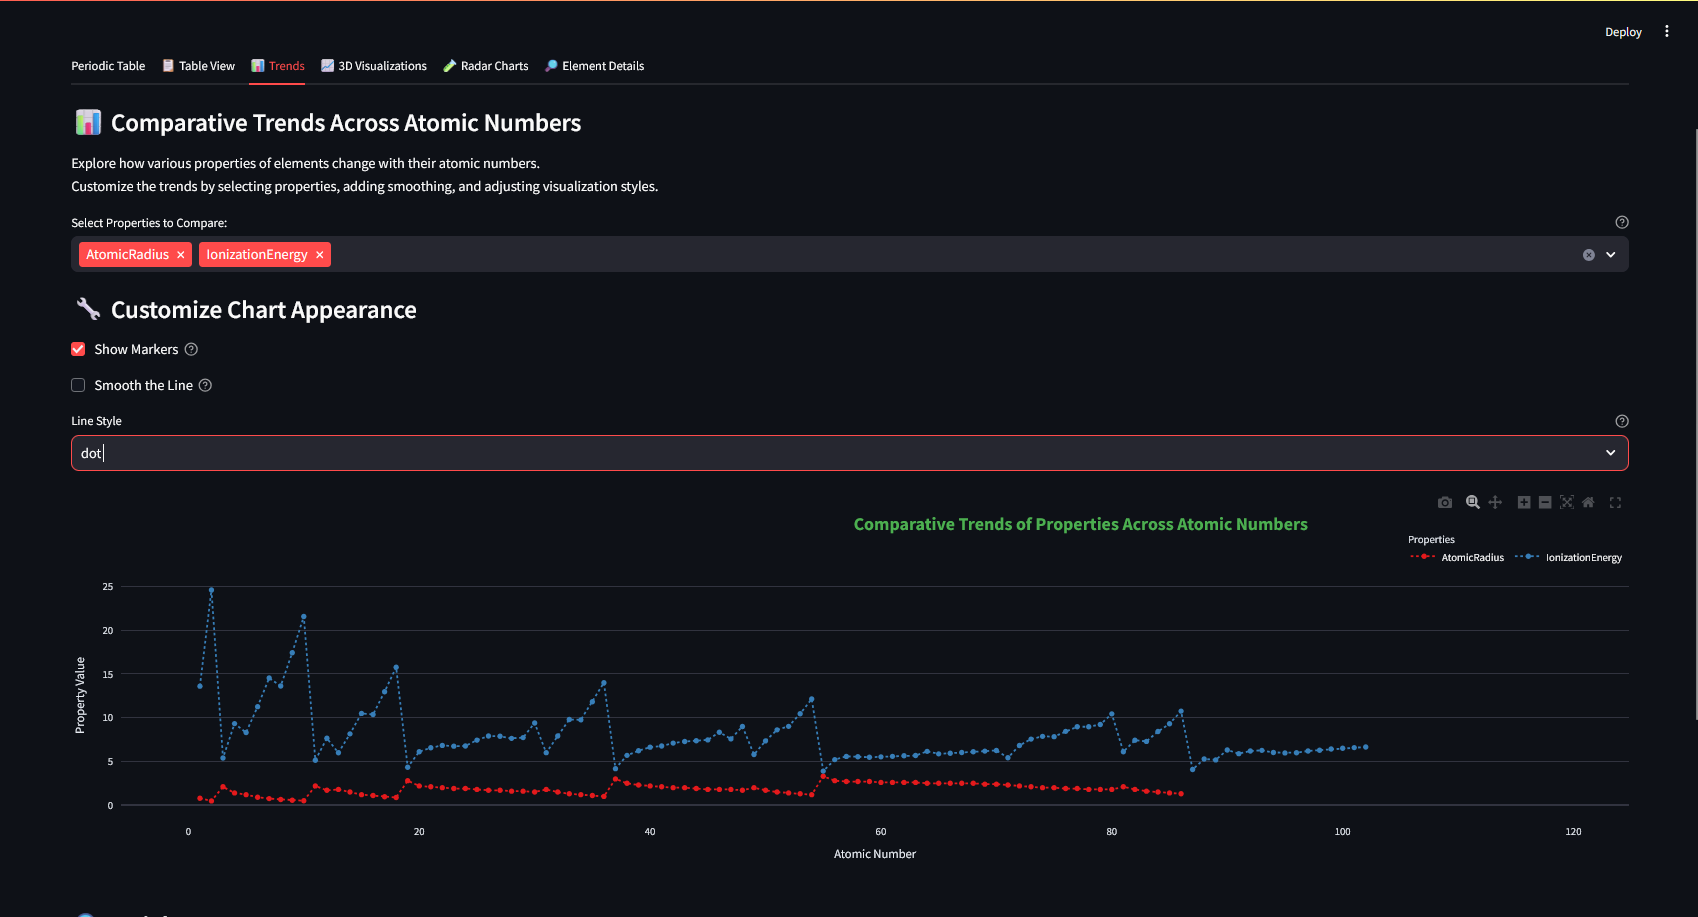 Deploy
Periodic Table Table View Trends 3D Visualizations Radar Charts Element Details
Comparative Trends Across Atomic Numbers
Explore how various properties of elements change with their atomic numbers.
Customize the trends by selecting properties, adding smoothing, and adjusting visualization styles.
Select Properties to Compare:
AtomicRadius × IonizationEnergy ×
Customize Chart Appearance
Show Markers
Smooth the Line
Line Style
dot
Comparative Trends of Properties Across Atomic Numbers
Properties
AtomicRadius IonizationEnergy
25
20
15
10
5
0
Property Value
0 20 40 60 80 100 120
Atomic Number